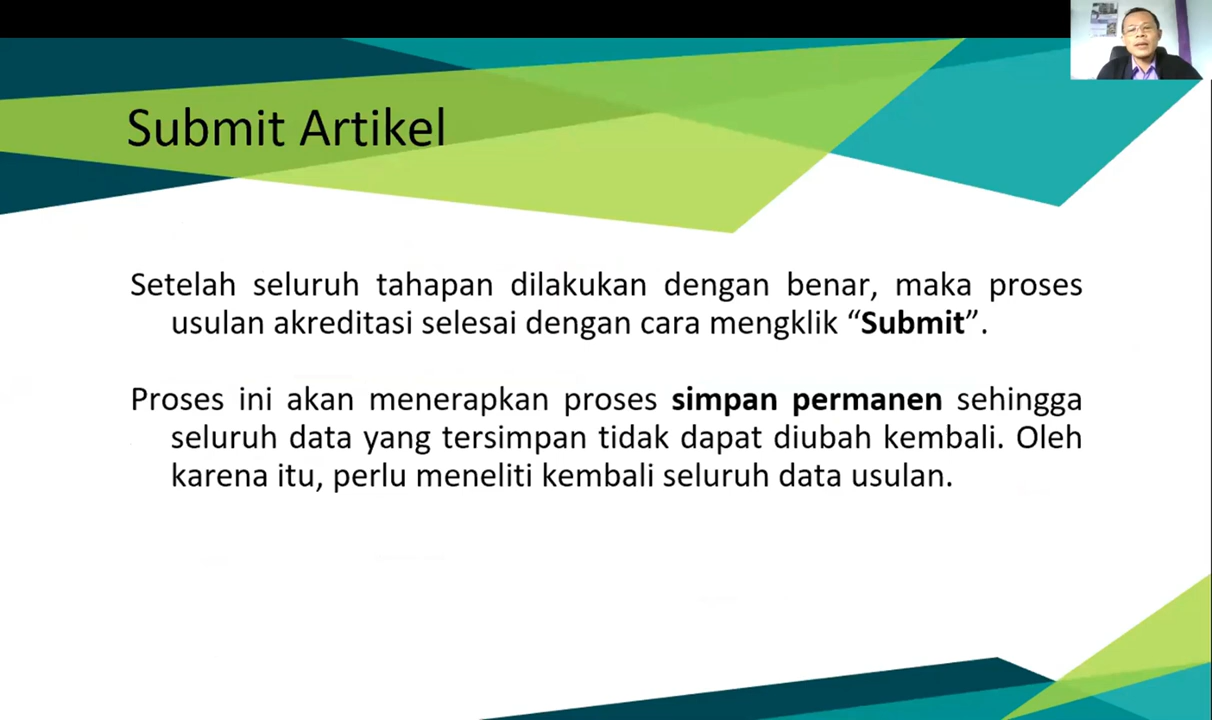 Submit Artikel
Setelah seluruh tahapan dilakukan dengan benar, maka proses
usulan akreditasi selesai dengan cara mengklik “Submit”.
Proses ini akan menerapkan proses simpan permanen sehingga
seluruh data yang tersimpan tidak dapat diubah kembali. Oleh
karena itu, perlu meneliti kembali seluruh data usulan.